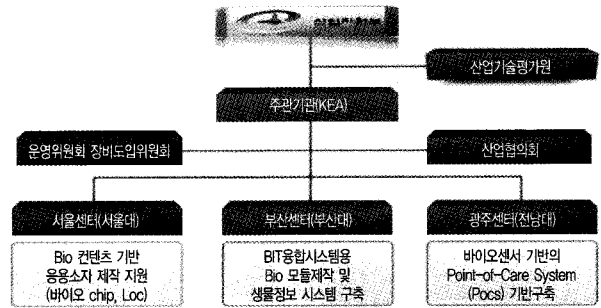 산업기술평가원
주관기관(KEA)
운영위원회 장비도입위원회
산업협의회
서울센터(서울대)
부산센터(부산대)
광주센터(전남대)
Bio 컨텐츠 기반
응용소자 제작 지원
(바이오 chip, Loc)
BIT융합시스템용
Bio 모듈제작 및
생물정보 시스템 구축
바이오센서 기반의
Point-of-Care System
(Pocs) 기반구축